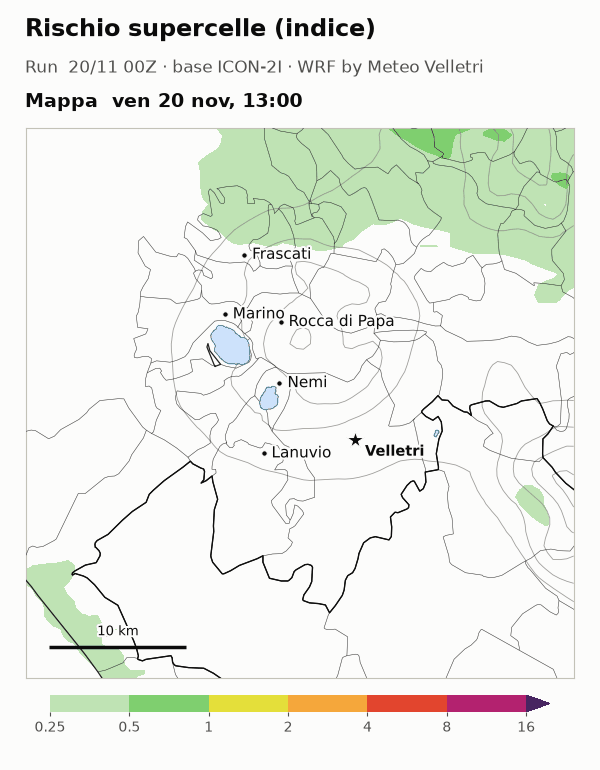 Rischio supercelle (indice)
Run  20/11 00Z · base ICON-2I · WRF by Meteo Velletri
Mappa  ven 20 nov, 13:00
Frascati
Marino
Rocca di Papa
Nemi
Velletri
Lanuvio
10 km
0.25 0.5 1 2 4 8 16